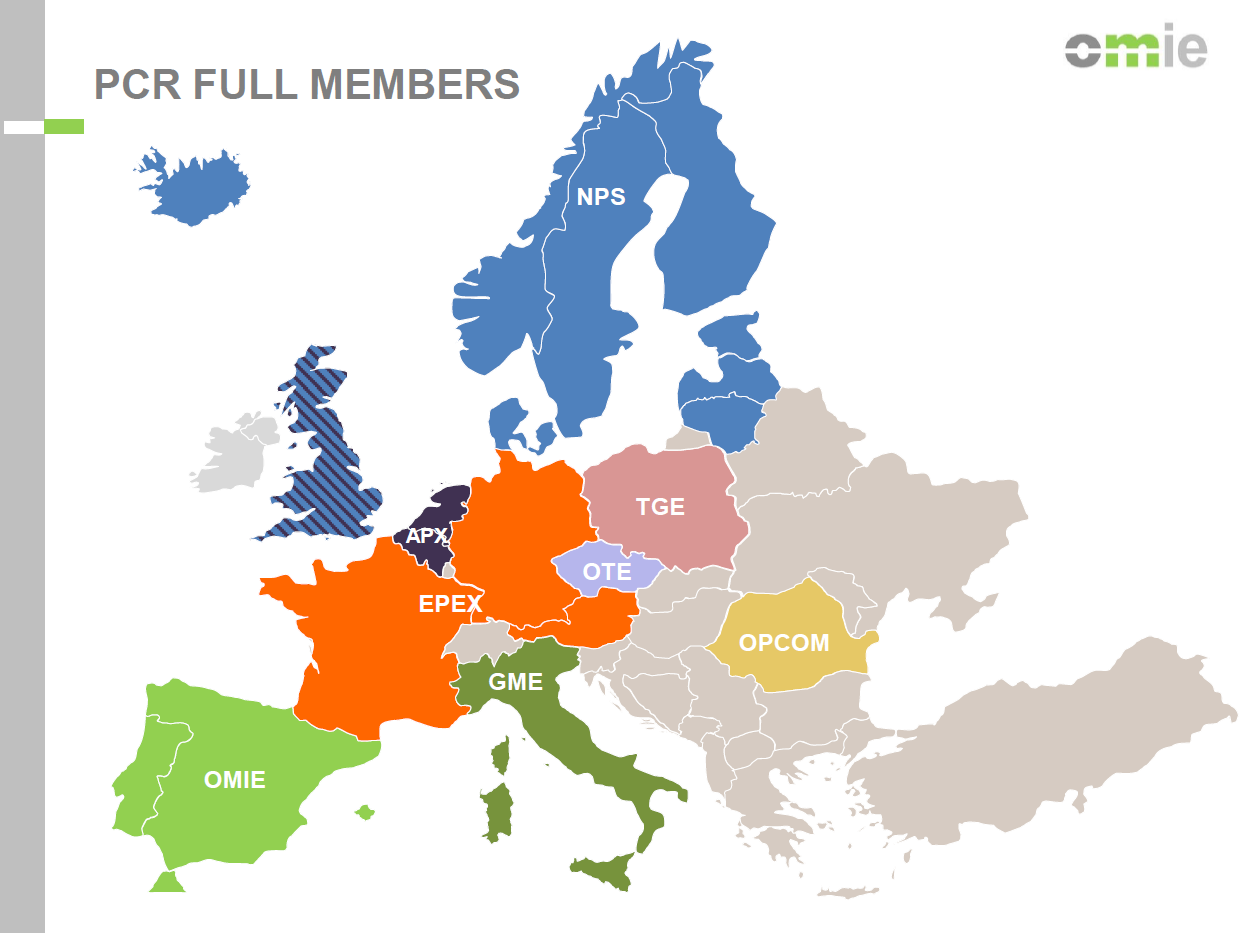 omie
PCR FULL MEMBERS
NPS
TGE
APX
OTE
EPEX
OPCOM
GME
OMIE